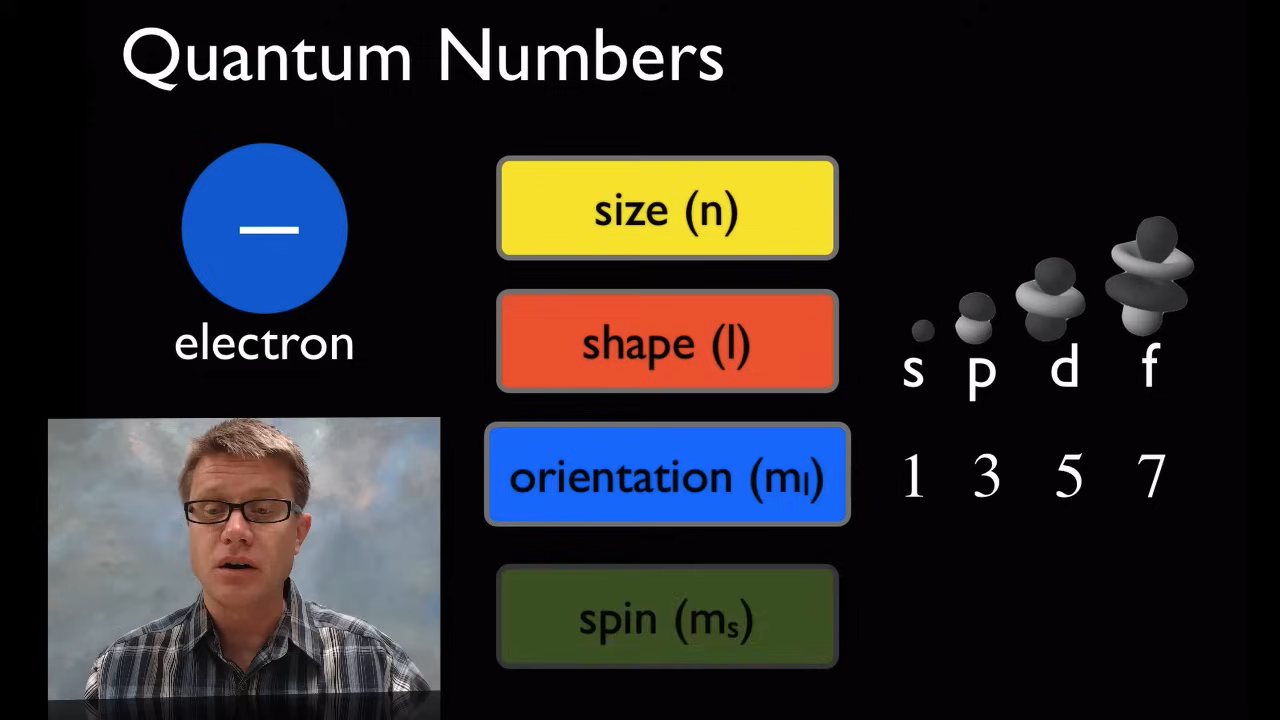 Quantum Numbers
electron
size (n)
shape (l)
s p d f
orientation (ml)
1 3 5 7
spin (ms)